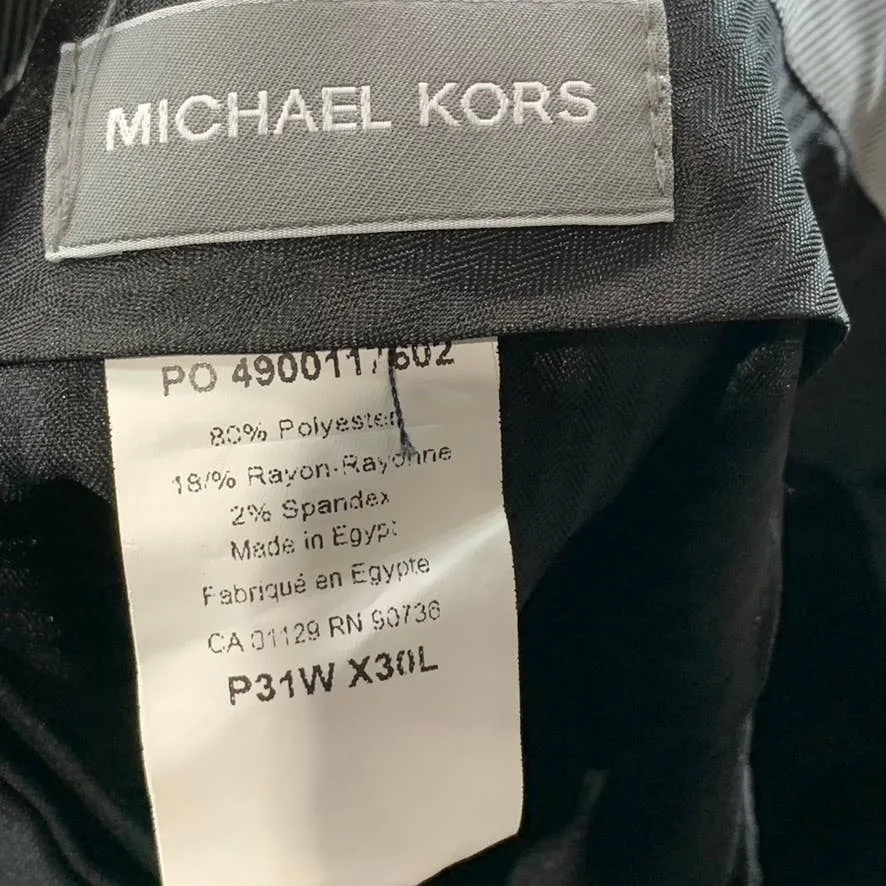 MICHAEL KORS
PO 4900117602
80% Polyester
18/% Rayon-Rayonne
2% Spandex
Made in Egypt
Fabriqué en Egypte
CA 01129 RN 90736
P31W X30L